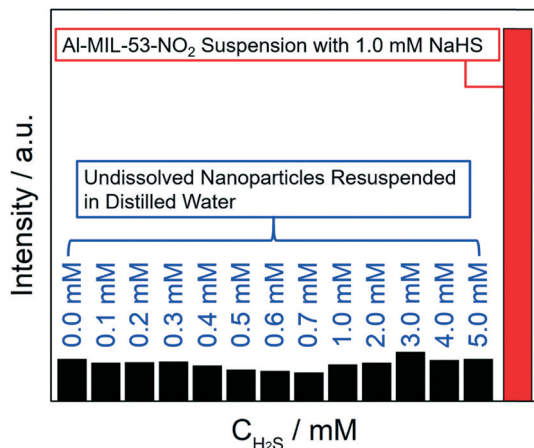 Al-MIL-53-NO₂ Suspension with 1.0 mM NaHS
Undissolved Nanoparticles Resuspended
in Distilled Water
0.0 mM
0.1 mM
0.2 mM
0.3 mM
0.4 mM
0.5 mM
0.6 mM
0.7 mM
1.0 mM
2.0 mM
3.0 mM
4.0 mM
5.0 mM
Intensity / a.u.
C_H₂S / mM